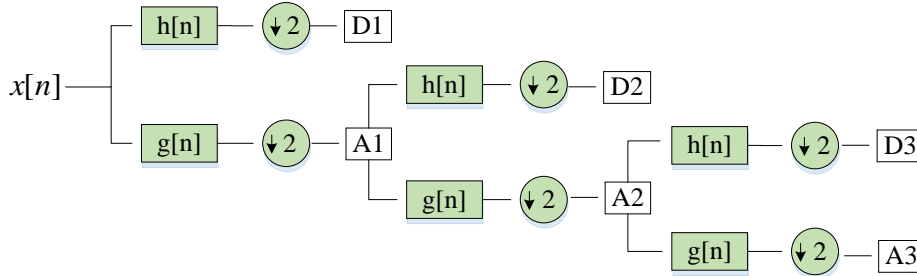 h[n] ↓2 D1
x[n]
h[n] ↓2 D2
g[n] ↓2 A1
h[n] ↓2 D3
g[n] ↓2 A2
g[n] ↓2 A3